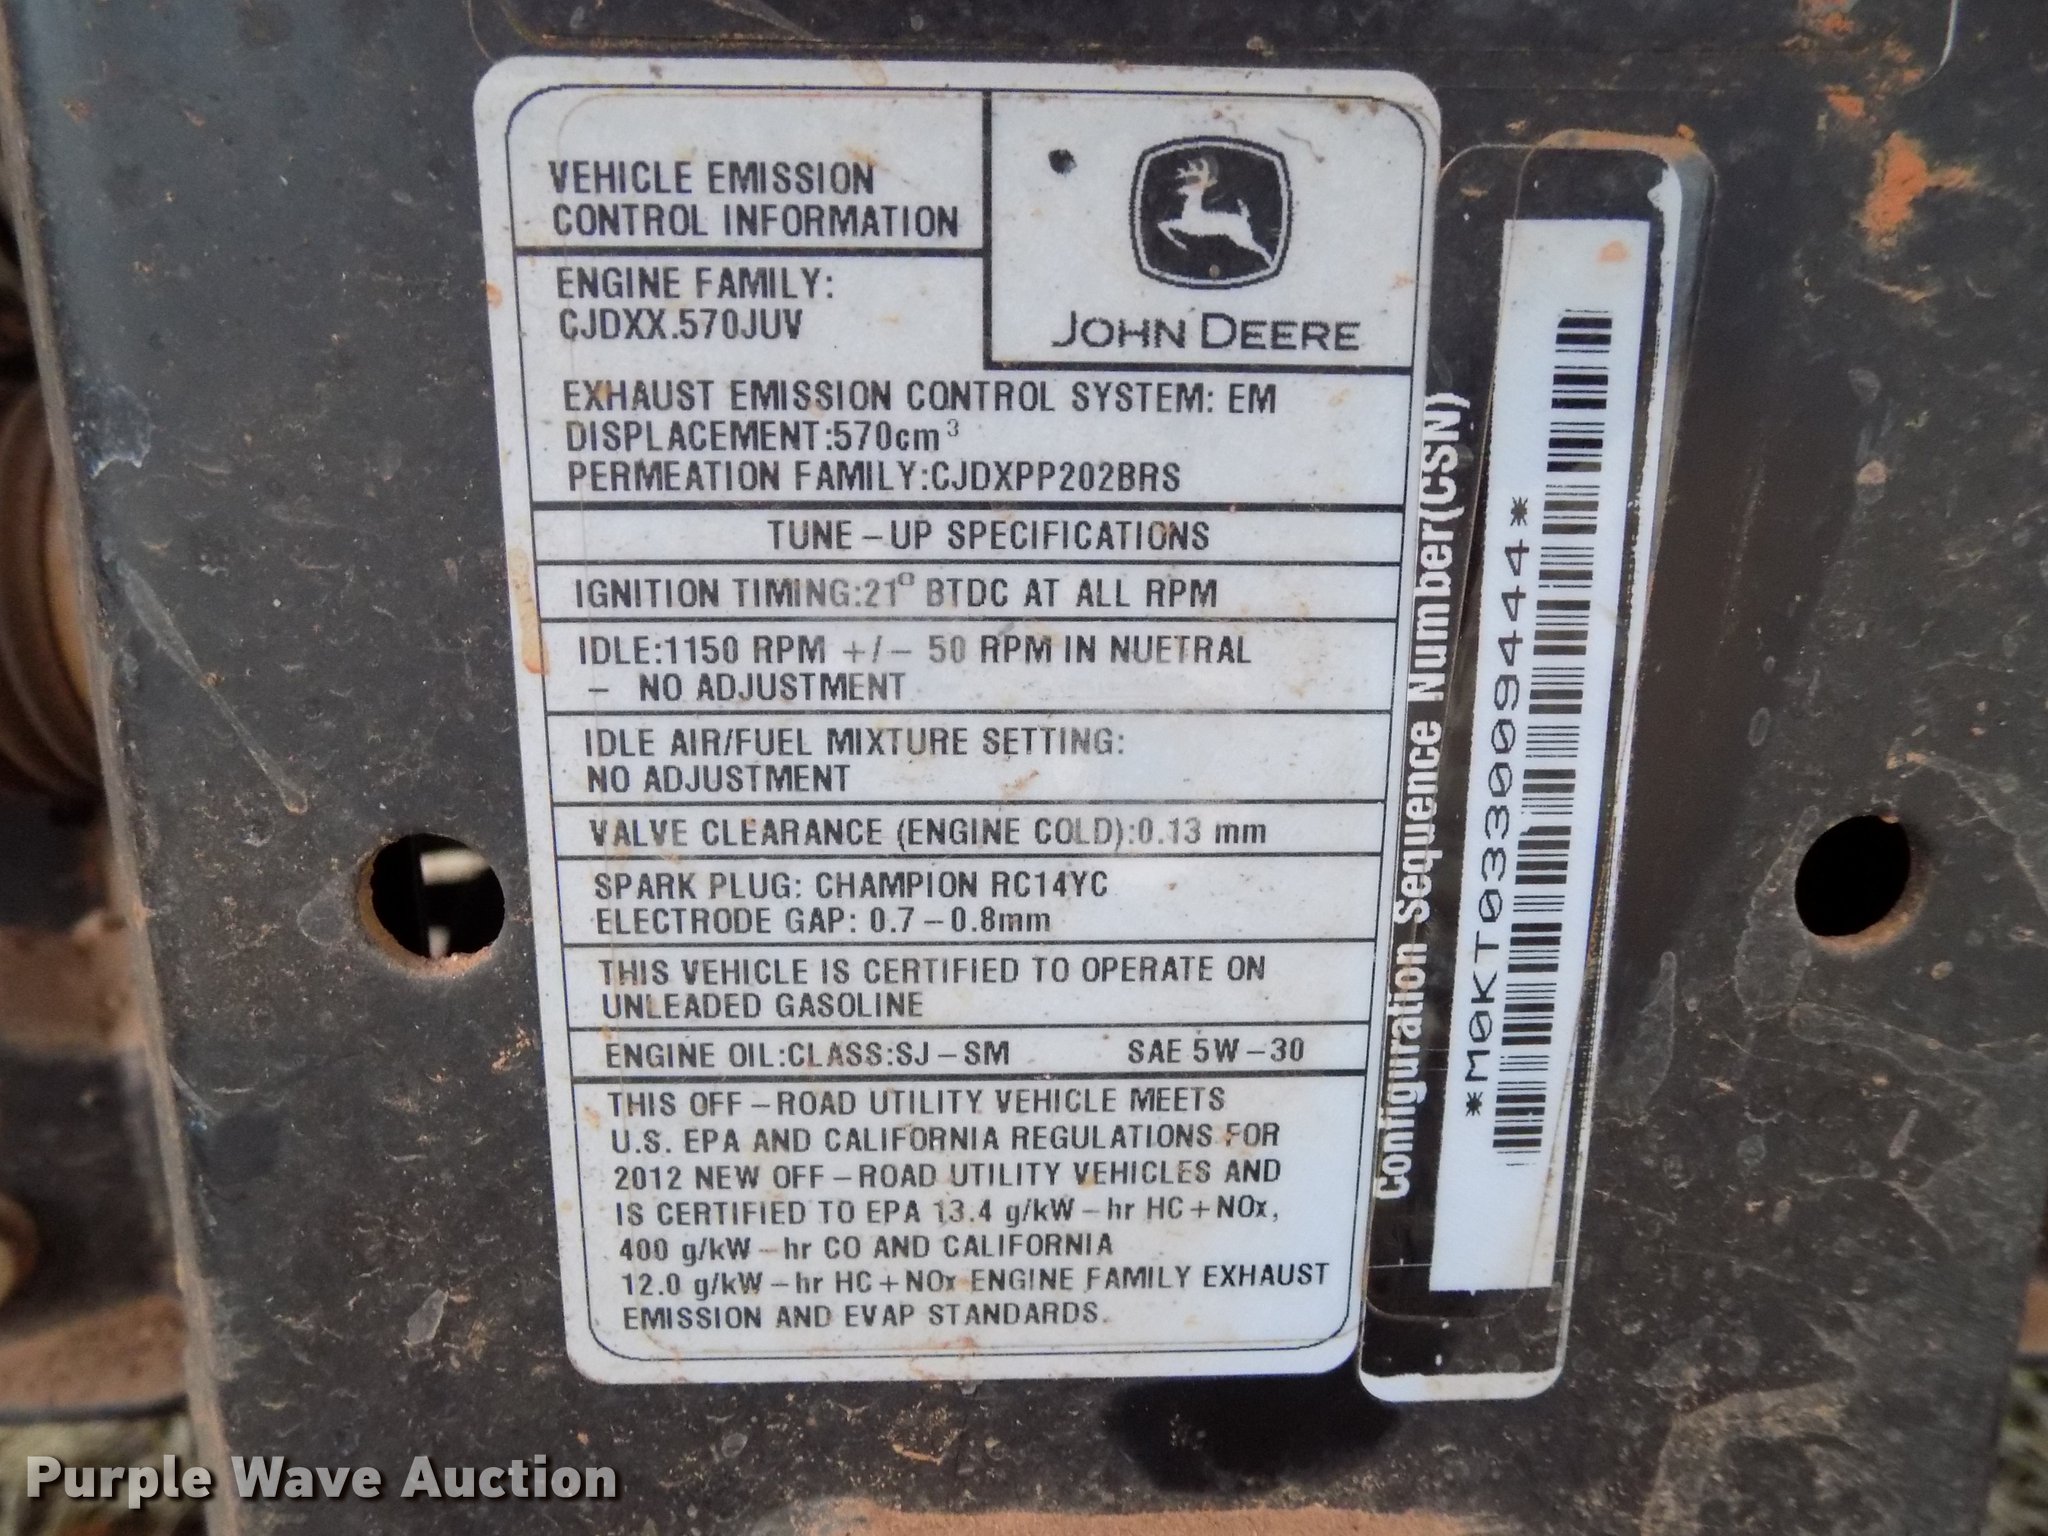 VEHICLE EMISSION
CONTROL INFORMATION
JOHN DEERE
ENGINE FAMILY:
CJDXX.570JUV
EXHAUST EMISSION CONTROL SYSTEM: EM
DISPLACEMENT:570cm³
PERMEATION FAMILY:CJDXPP202BRS
TUNE-UP SPECIFICATIONS
IGNITION TIMING:21° BTDC AT ALL RPM
IDLE:1150 RPM +/- 50 RPM IN NUETRAL
- NO ADJUSTMENT
IDLE AIR/FUEL MIXTURE SETTING:
NO ADJUSTMENT
VALVE CLEARANCE (ENGINE COLD):0.13 mm
SPARK PLUG: CHAMPION RC14YC
ELECTRODE GAP: 0.7-0.8mm
THIS VEHICLE IS CERTIFIED TO OPERATE ON
UNLEADED GASOLINE
ENGINE OIL:CLASS:SJ-SM SAE 5W-30
THIS OFF-ROAD UTILITY VEHICLE MEETS
U.S. EPA AND CALIFORNIA REGULATIONS FOR
2012 NEW OFF-ROAD UTILITY VEHICLES AND
IS CERTIFIED TO EPA 13.4 g/kW-hr HC+NOx,
400 g/kW-hr CO AND CALIFORNIA
12.0 g/kW-hr HC+NOx ENGINE FAMILY EXHAUST
EMISSION AND EVAP STANDARDS.
Configuration Sequence Number(CSN)
*M0KT033009444*
Purple Wave Auction